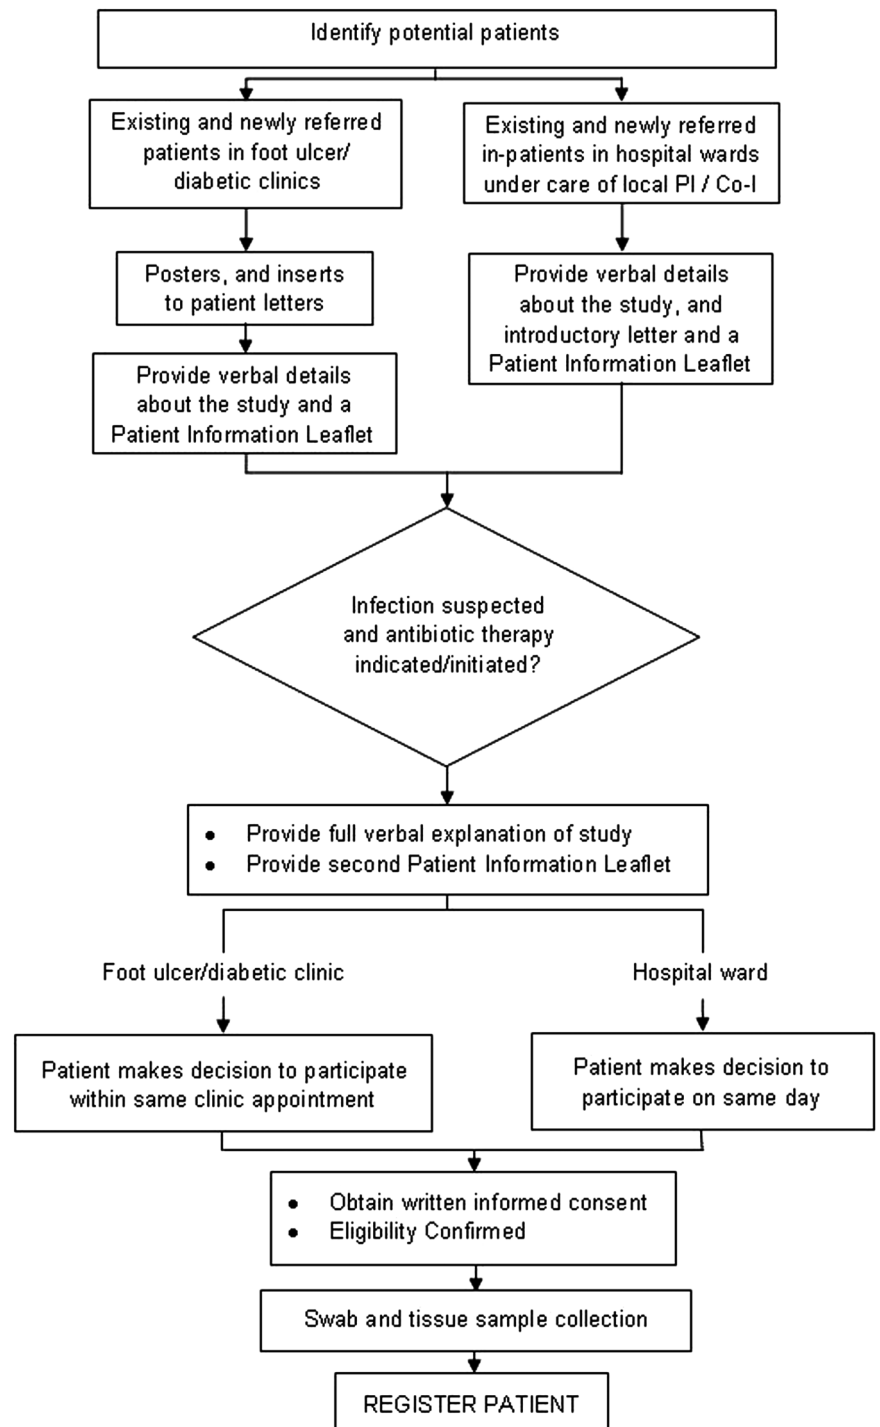 Identify potential patients
Existing and newly referred
patients in foot ulcer/
diabetic clinics
Existing and newly referred
in-patients in hospital wards
under care of local PI / Co-I
Posters, and inserts
to patient letters
Provide verbal details
about the study, and
introductory letter and a
Patient Information Leaflet
Provide verbal details
about the study and a
Patient Information Leaflet
Infection suspected
and antibiotic therapy
indicated/initiated?
● Provide full verbal explanation of study
● Provide second Patient Information Leaflet
Foot ulcer/diabetic clinic
Hospital ward
Patient makes decision to participate
within same clinic appointment
Patient makes decision to
participate on same day
● Obtain written informed consent
● Eligibility Confirmed
Swab and tissue sample collection
REGISTER PATIENT